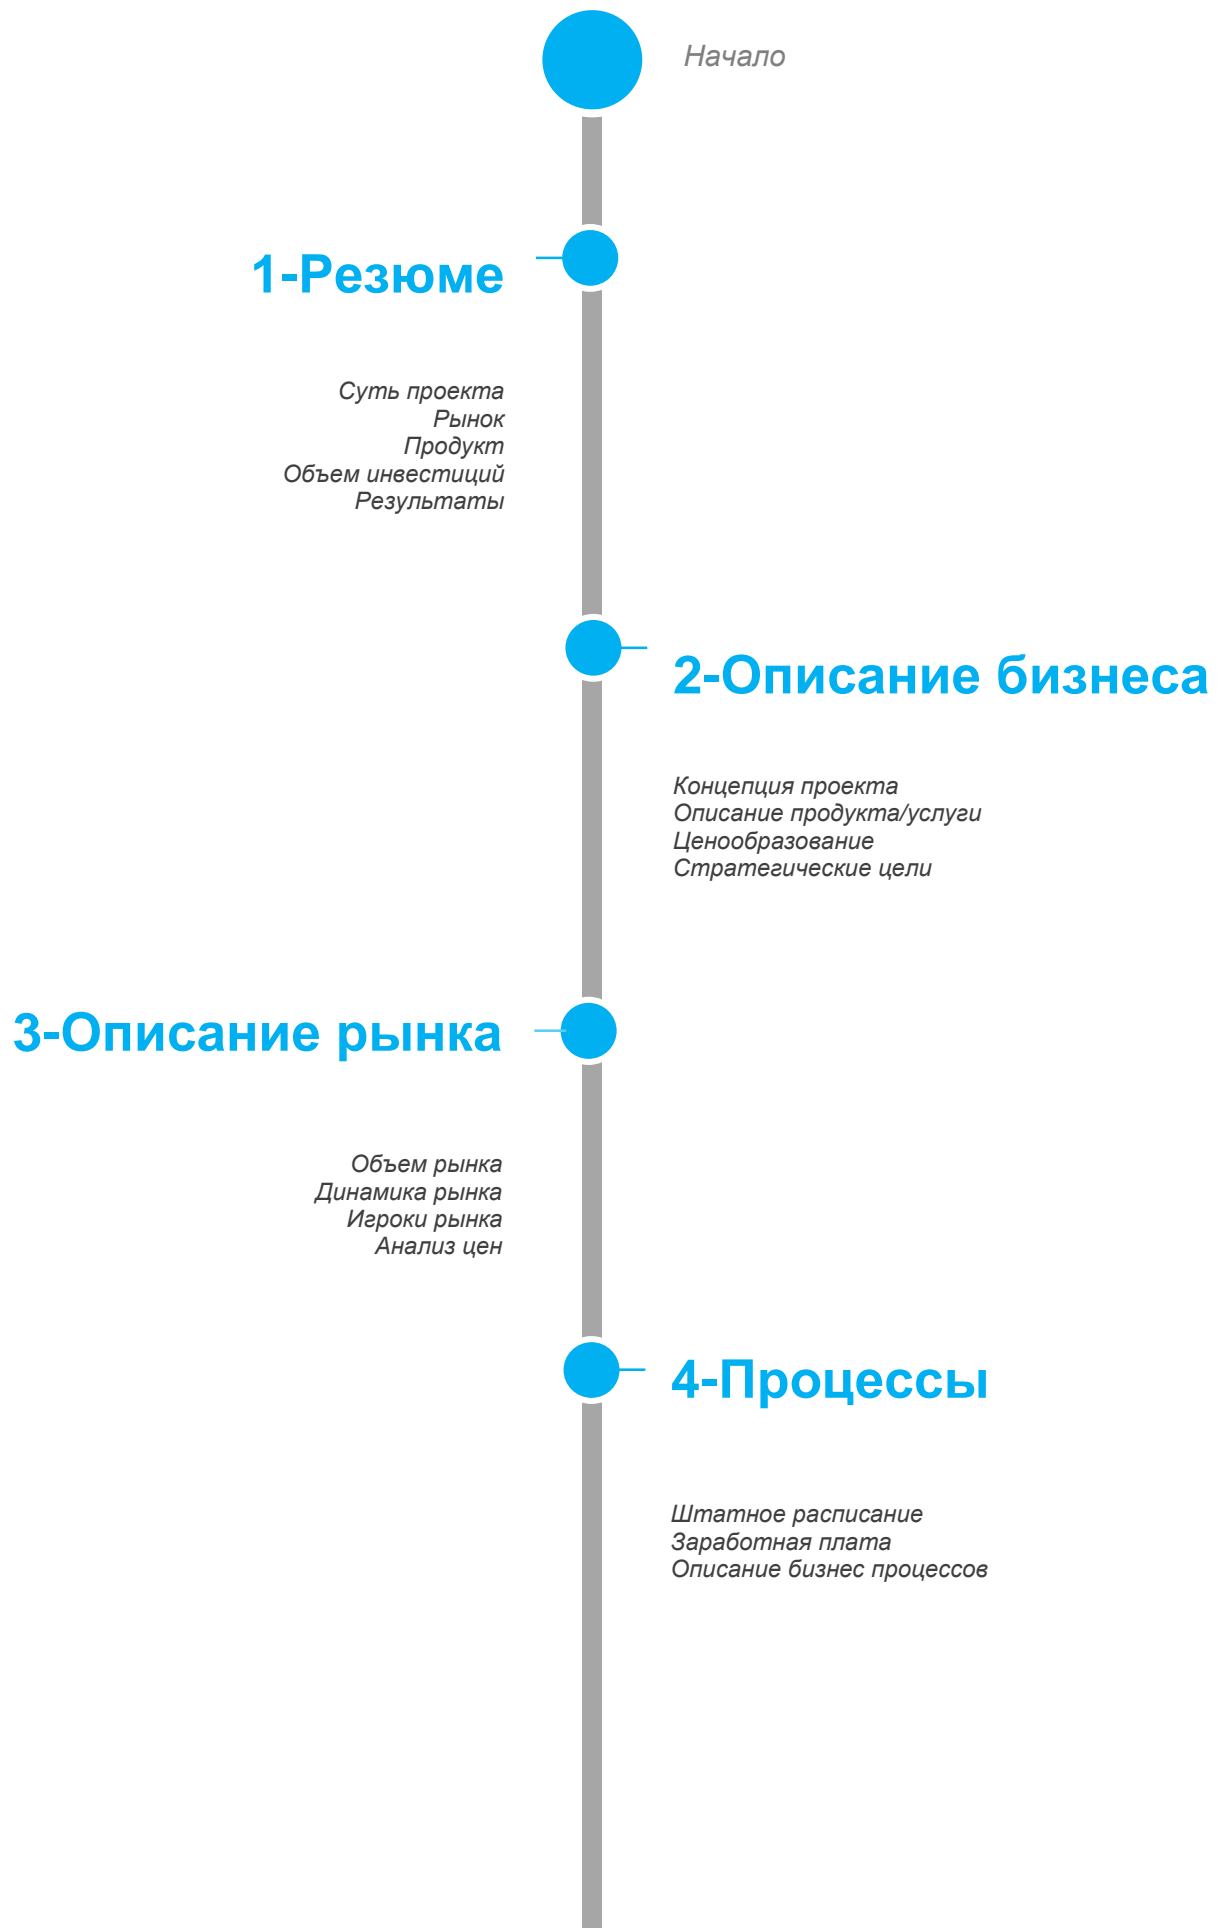 Начало
1-Резюме
Суть проекта
Рынок
Продукт
Объем инвестиций
Результаты
2-Описание бизнеса
Концепция проекта
Описание продукта/услуги
Ценообразование
Стратегические цели
3-Описание рынка
Объем рынка
Динамика рынка
Игроки рынка
Анализ цен
4-Процессы
Штатное расписание
Заработная плата
Описание бизнес процессов